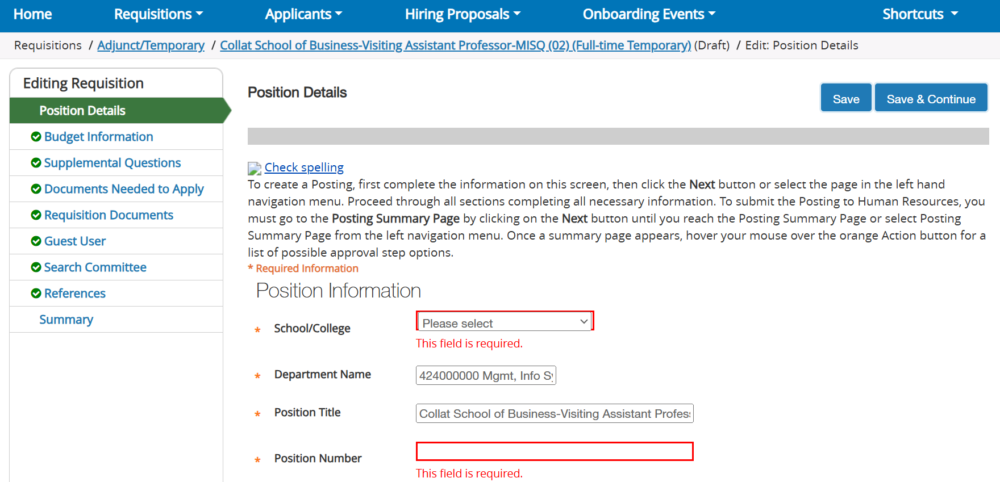 Home Requisitions Applicants Hiring Proposals Onboarding Events Shortcuts
Requisitions / Adjunct/Temporary / Collat School of Business-Visiting Assistant Professor-MISQ (02) (Full-time Temporary) (Draft) / Edit: Position Details
Editing Requisition
Position Details
Budget Information
Supplemental Questions
Documents Needed to Apply
Requisition Documents
Guest User
Search Committee
References
Summary
Position Details
Save Save & Continue
Check spelling
To create a Posting, first complete the information on this screen, then click the Next button or select the page in the left hand
navigation menu. Proceed through all sections completing all necessary information. To submit the Posting to Human Resources, you
must go to the Posting Summary Page by clicking on the Next button until you reach the Posting Summary Page or select Posting
Summary Page from the left navigation menu. Once a summary page appears, hover your mouse over the orange Action button for a
list of possible approval step options.
* Required Information
Position Information
* School/College Please select
This field is required.
* Department Name 424000000 Mgmt, Info Sy
* Position Title Collat School of Business-Visiting Assistant Profess
* Position Number
This field is required.